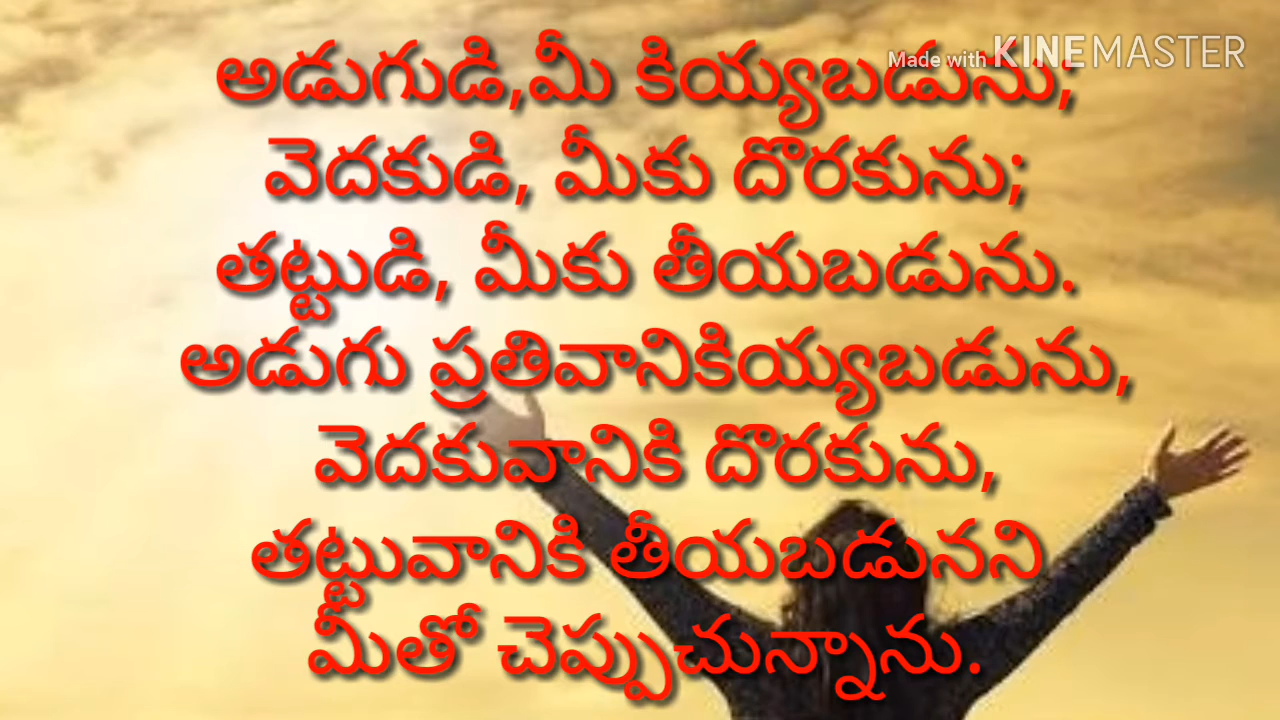 Made with KINEMASTER
అడుగుడి,మీ కియ్యబడును;
వెదకుడి, మీకు దొరకును;
తట్టుడి, మీకు తీయబడును.
అడుగు ప్రతివానికియ్యబడును,
వెదకువానికి దొరకును,
తట్టువానికి తీయబడునని
మీతో చెప్పుచున్నాను.